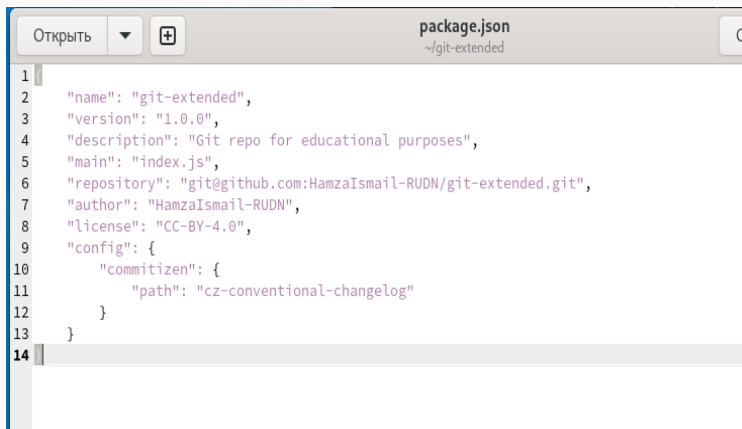 Открыть
package.json
~/git-extended
1 {
2 "name": "git-extended",
3 "version": "1.0.0",
4 "description": "Git repo for educational purposes",
5 "main": "index.js",
6 "repository": "git@github.com:HamzaIsmail-RUDN/git-extended.git",
7 "author": "HamzaIsmail-RUDN",
8 "license": "CC-BY-4.0",
9 "config": {
10 "commitizen": {
11 "path": "cz-conventional-changelog"
12 }
13 }
14 }